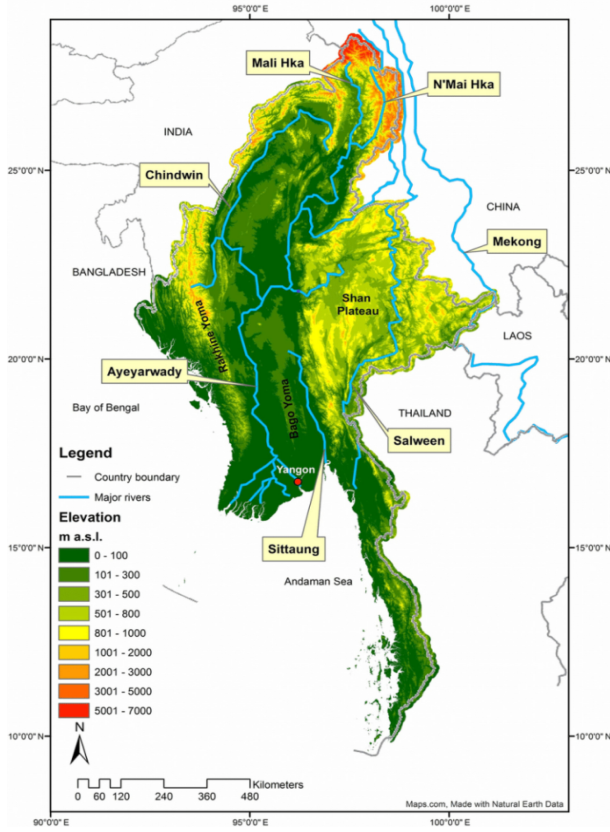 95°0'0"E
100°0'0"E
Mali Hka
N'Mai Hka
INDIA
25°0'0"N
25°0'0"N
Chindwin
CHINA
Mekong
BANGLADESH
Shan
Plateau
Rakhine Yoma
LAOS
20°0'0"N
20°0'0"N
Ayeyarwady
Bago Yoma
Bay of Bengal
THAILAND
Salween
Legend
Country boundary
Major rivers
Yangon
Elevation
m a.s.l.
0 - 100
101 - 300
301 - 500
501 - 800
801 - 1000
1001 - 2000
2001 - 3000
3001 - 5000
5001 - 7000
Sittaung
15°0'0"N
Andaman Sea
N
10°0'0"N
10°0'0"N
Kilometers
0 60 120 240 360 480
Maps.com, Made with Natural Earth Data
90°0'0"E
95°0'0"E
100°0'0"E